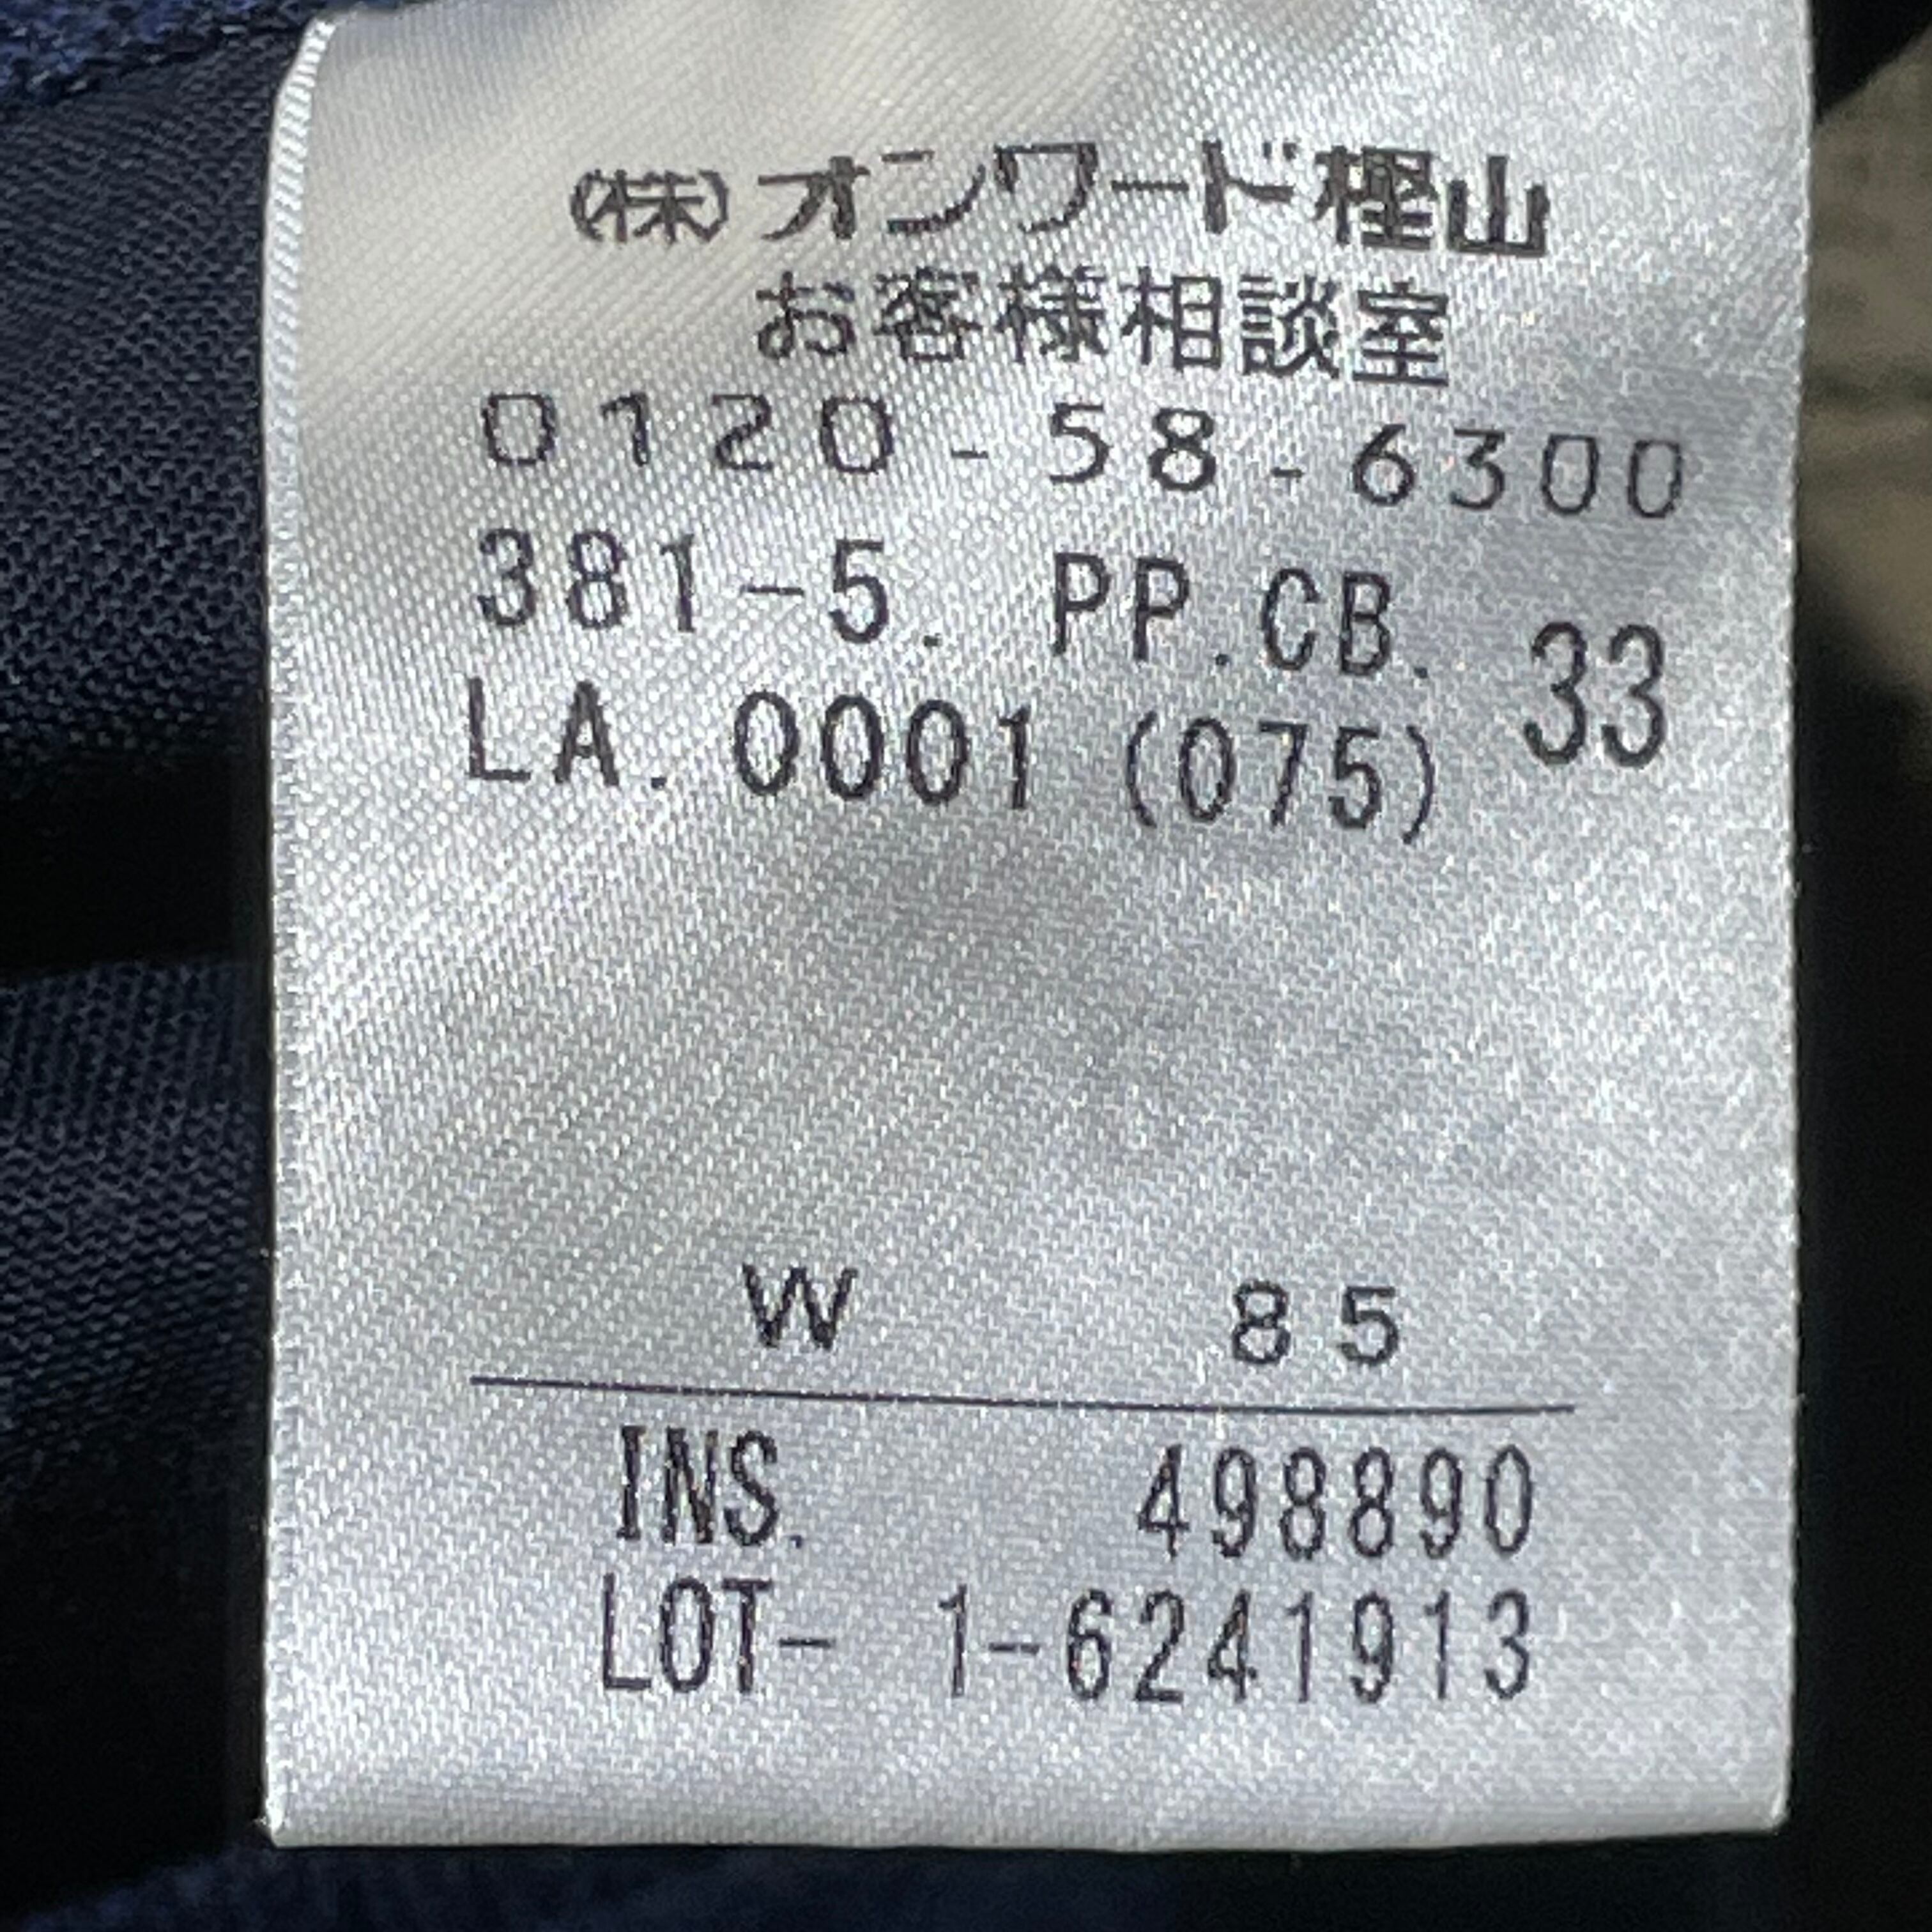 (株)オンワード樫山
お客様相談室
0120-58-6300
381-5. PP.CB. 33
LA. 0001 (075)
W 85
INS. 498890
LOT- 1-6241913